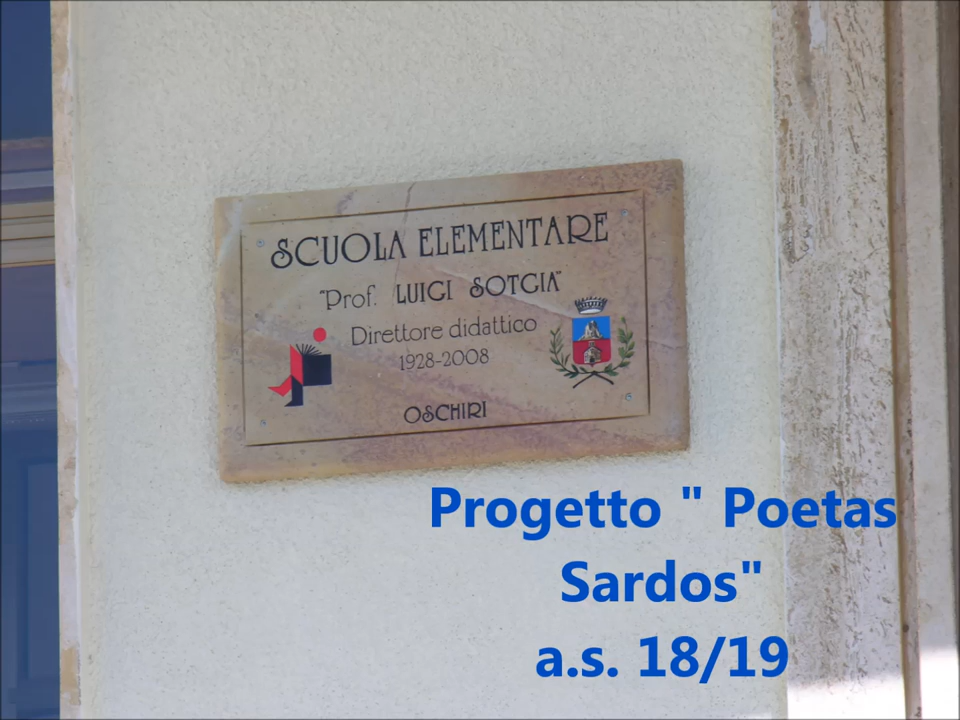 SCUOLA ELEMENTARE
"Prof. LUIGI SOTGIA"
Direttore didattico
1928-2008
OSCHIRI
Progetto " Poetas
Sardos"
a.s. 18/19